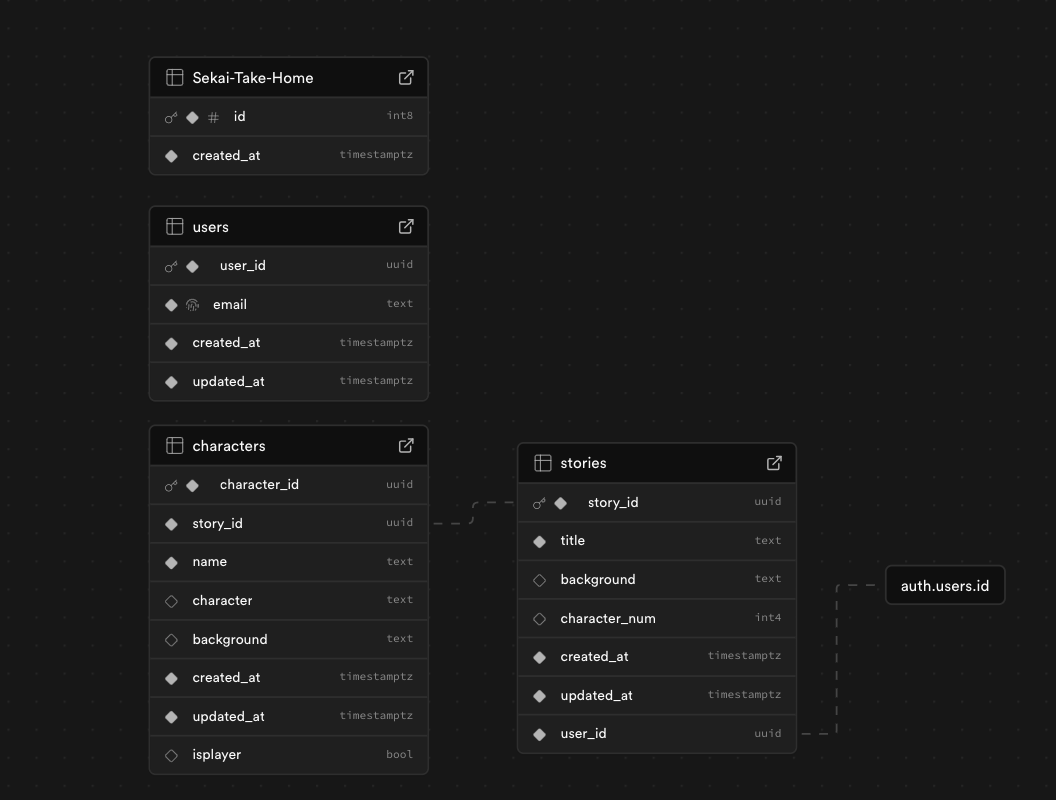 Sekai-Take-Home
# id int8
created_at timestamptz
users
user_id uuid
email text
created_at timestamptz
updated_at timestamptz
characters
character_id uuid
story_id uuid
name text
character text
background text
created_at timestamptz
updated_at timestamptz
isplayer bool
stories
story_id uuid
title text
background text
character_num int4
created_at timestamptz
updated_at timestamptz
user_id uuid
auth.users.id